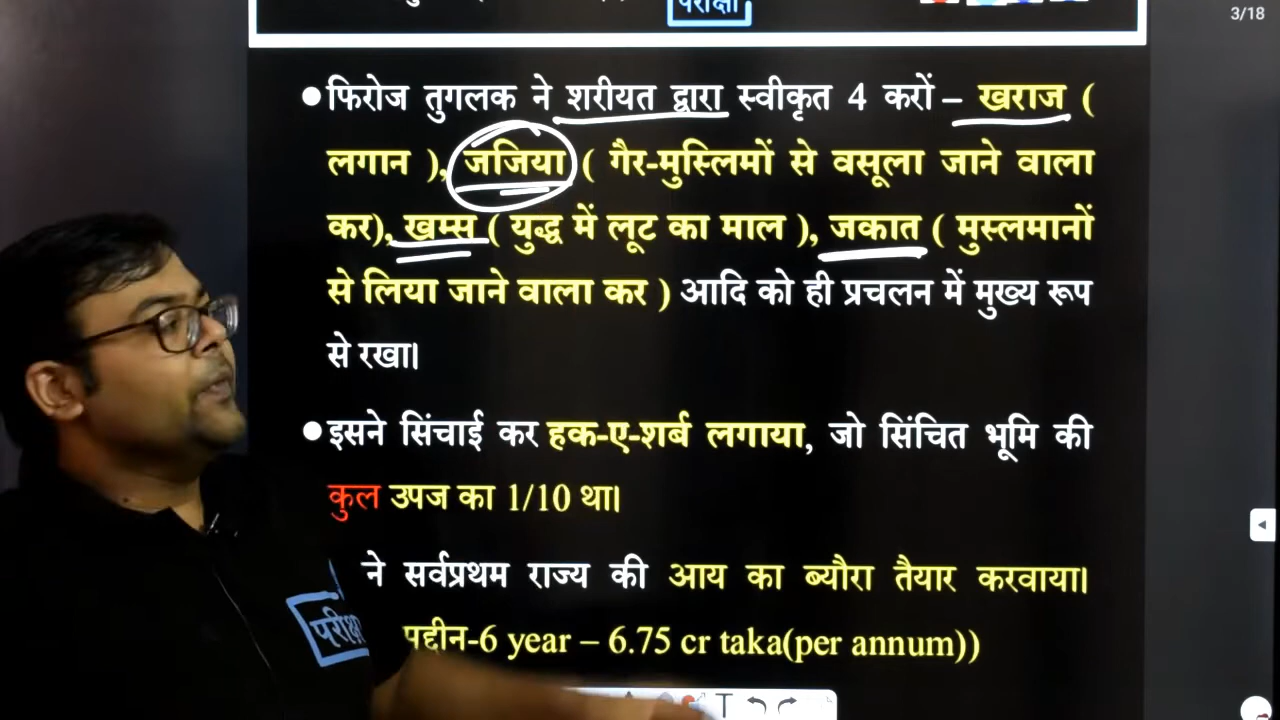 परीक्षा
3/18
●फिरोज तुगलक ने शरीयत द्वारा स्वीकृत 4 करों – खराज (
लगान ), जजिया ( गैर-मुस्लिमों से वसूला जाने वाला
कर), खम्स ( युद्ध में लूट का माल ), जकात ( मुस्लमानों
से लिया जाने वाला कर ) आदि को ही प्रचलन में मुख्य रूप
से रखा।
●इसने सिंचाई कर हक-ए-शर्ब लगाया, जो सिंचित भूमि की
कुल उपज का 1/10 था।
ने सर्वप्रथम राज्य की आय का ब्यौरा तैयार करवाया।
-6 year – 6.75 cr taka(per annum))
T